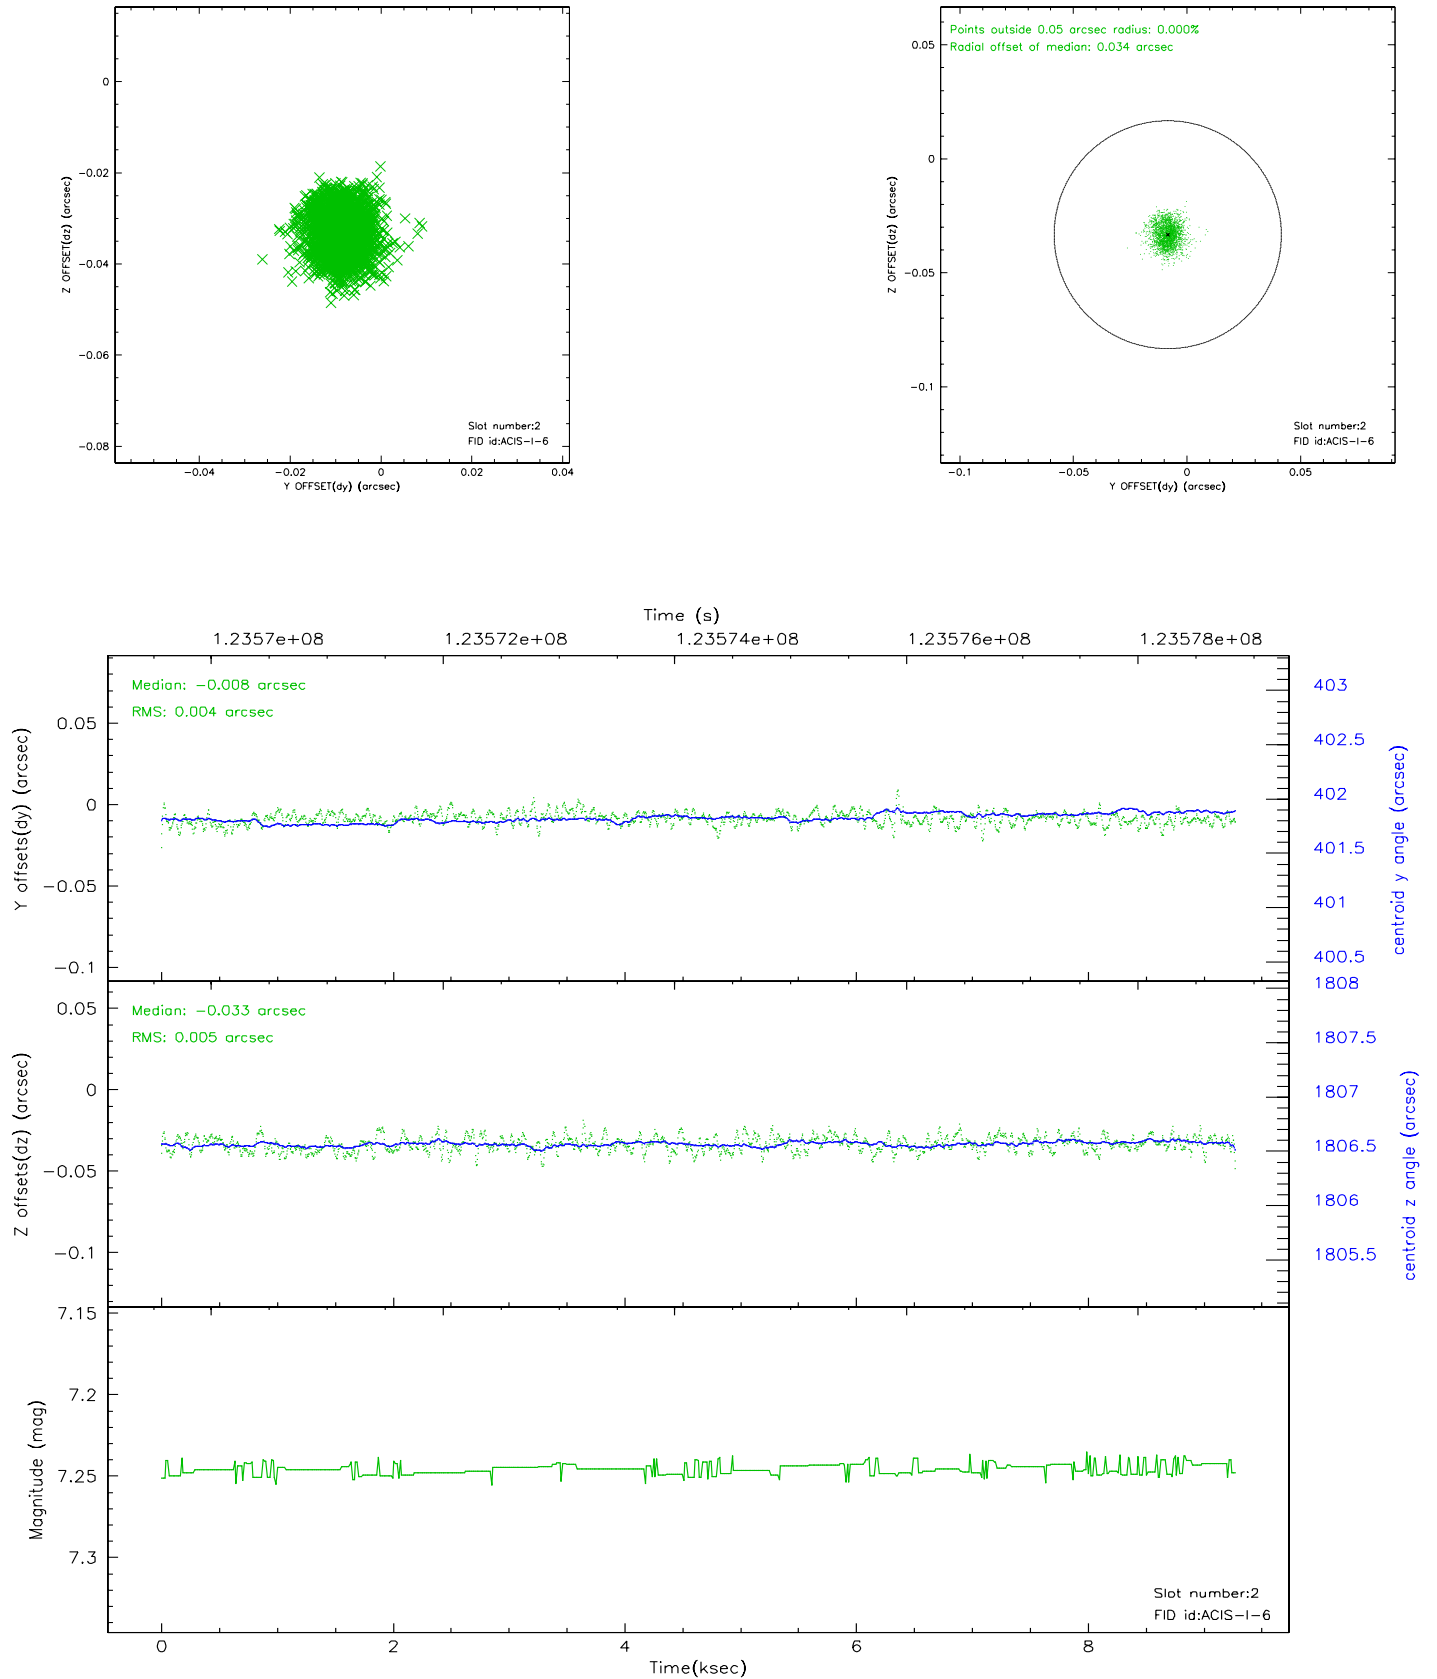 0
-0.02
-0.04
-0.06
-0.08
Z OFFSET(dz) (arcsec)
Slot number:2
FID id:ACIS-I-6
-0.04 -0.02 0 0.02 0.04
Y OFFSET(dy) (arcsec)
Points outside 0.05 arcsec radius: 0.000%
Radial offset of median: 0.034 arcsec
0.05
0
-0.05
-0.1
Z OFFSET(dz) (arcsec)
Slot number:2
FID id:ACIS-I-6
-0.1 -0.05 0 0.05
Y OFFSET(dy) (arcsec)
Time (s)
1.2357e+08 1.23572e+08 1.23574e+08 1.23576e+08 1.23578e+08
Median: -0.008 arcsec
RMS: 0.004 arcsec
0.05
0
-0.05
-0.1
Y offsets(dy) (arcsec)
403
402.5
402
401.5
401
400.5
centroid y angle (arcsec)
Median: -0.033 arcsec
RMS: 0.005 arcsec
0.05
0
-0.05
-0.1
Z offsets(dz) (arcsec)
1808
1807.5
1807
1806.5
1806
1805.5
centroid z angle (arcsec)
7.15
7.2
7.25
7.3
Magnitude (mag)
Slot number:2
FID id:ACIS-I-6
0 2 4 6 8
Time(ksec)